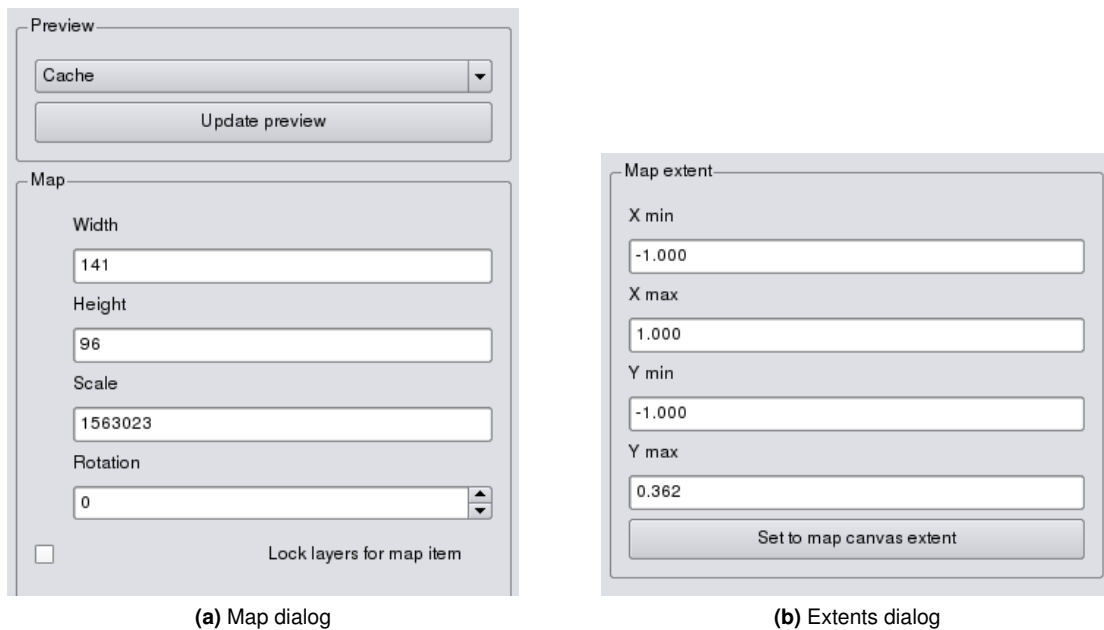 Preview
Cache
Update preview
Map
Width
141
Height
96
Scale
1563023
Rotation
0
Lock layers for map item
(a) Map dialog
Map extent
X min
-1.000
X max
1.000
Y min
-1.000
Y max
0.362
Set to map canvas extent
(b) Extents dialog